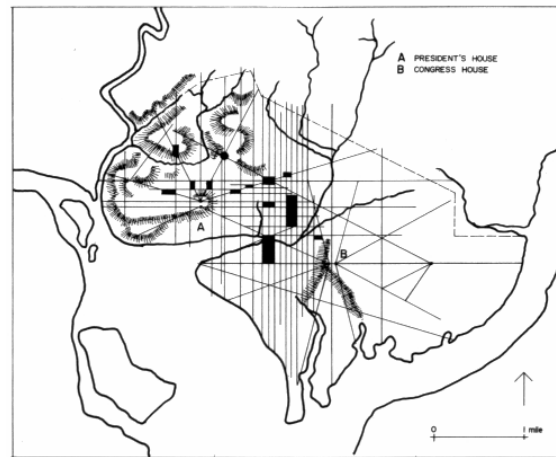 A PRESIDENT'S HOUSE
B CONGRESS HOUSE
A
B
0 1 mile